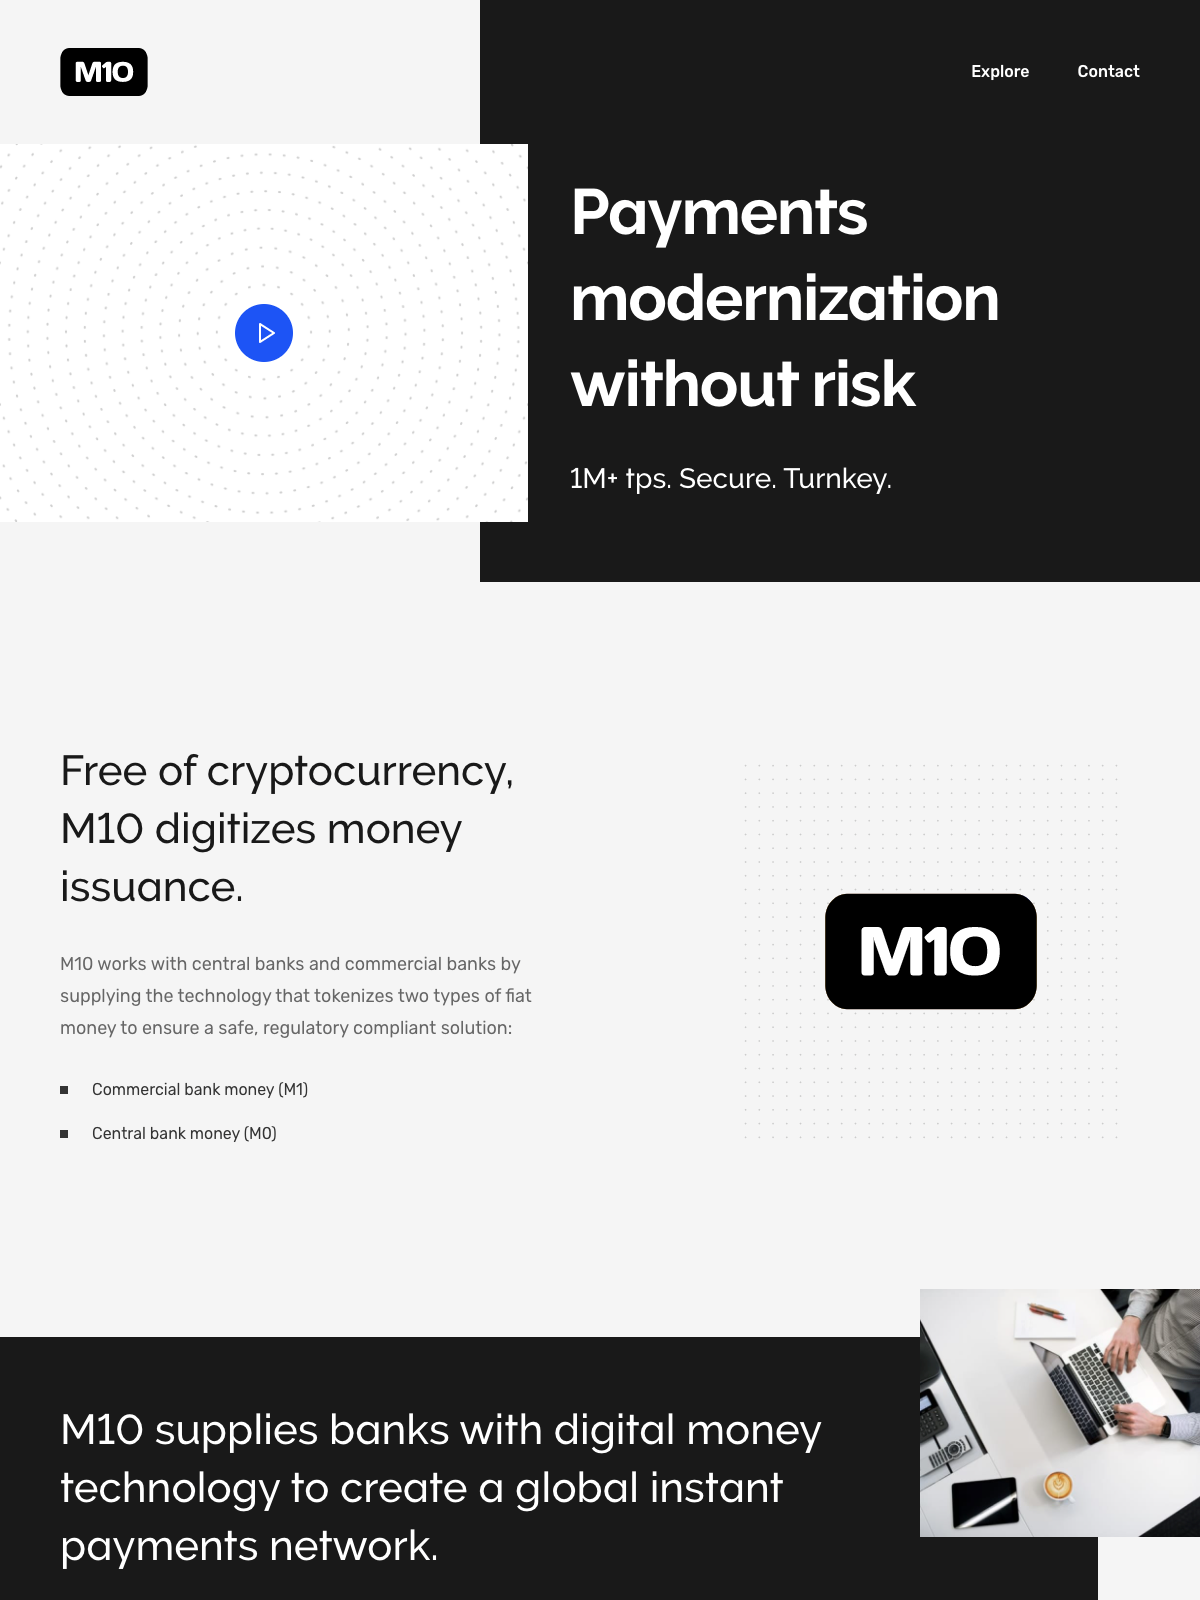 M10
Explore
Contact
Payments
modernization
without risk
1M+ tps. Secure. Turnkey.
Free of cryptocurrency,
M10 digitizes money
issuance.
M10 works with central banks and commercial banks by
supplying the technology that tokenizes two types of fiat
money to ensure a safe, regulatory compliant solution:
Commercial bank money (M1)
Central bank money (M0)
M10
M10 supplies banks with digital money
technology to create a global instant
payments network.